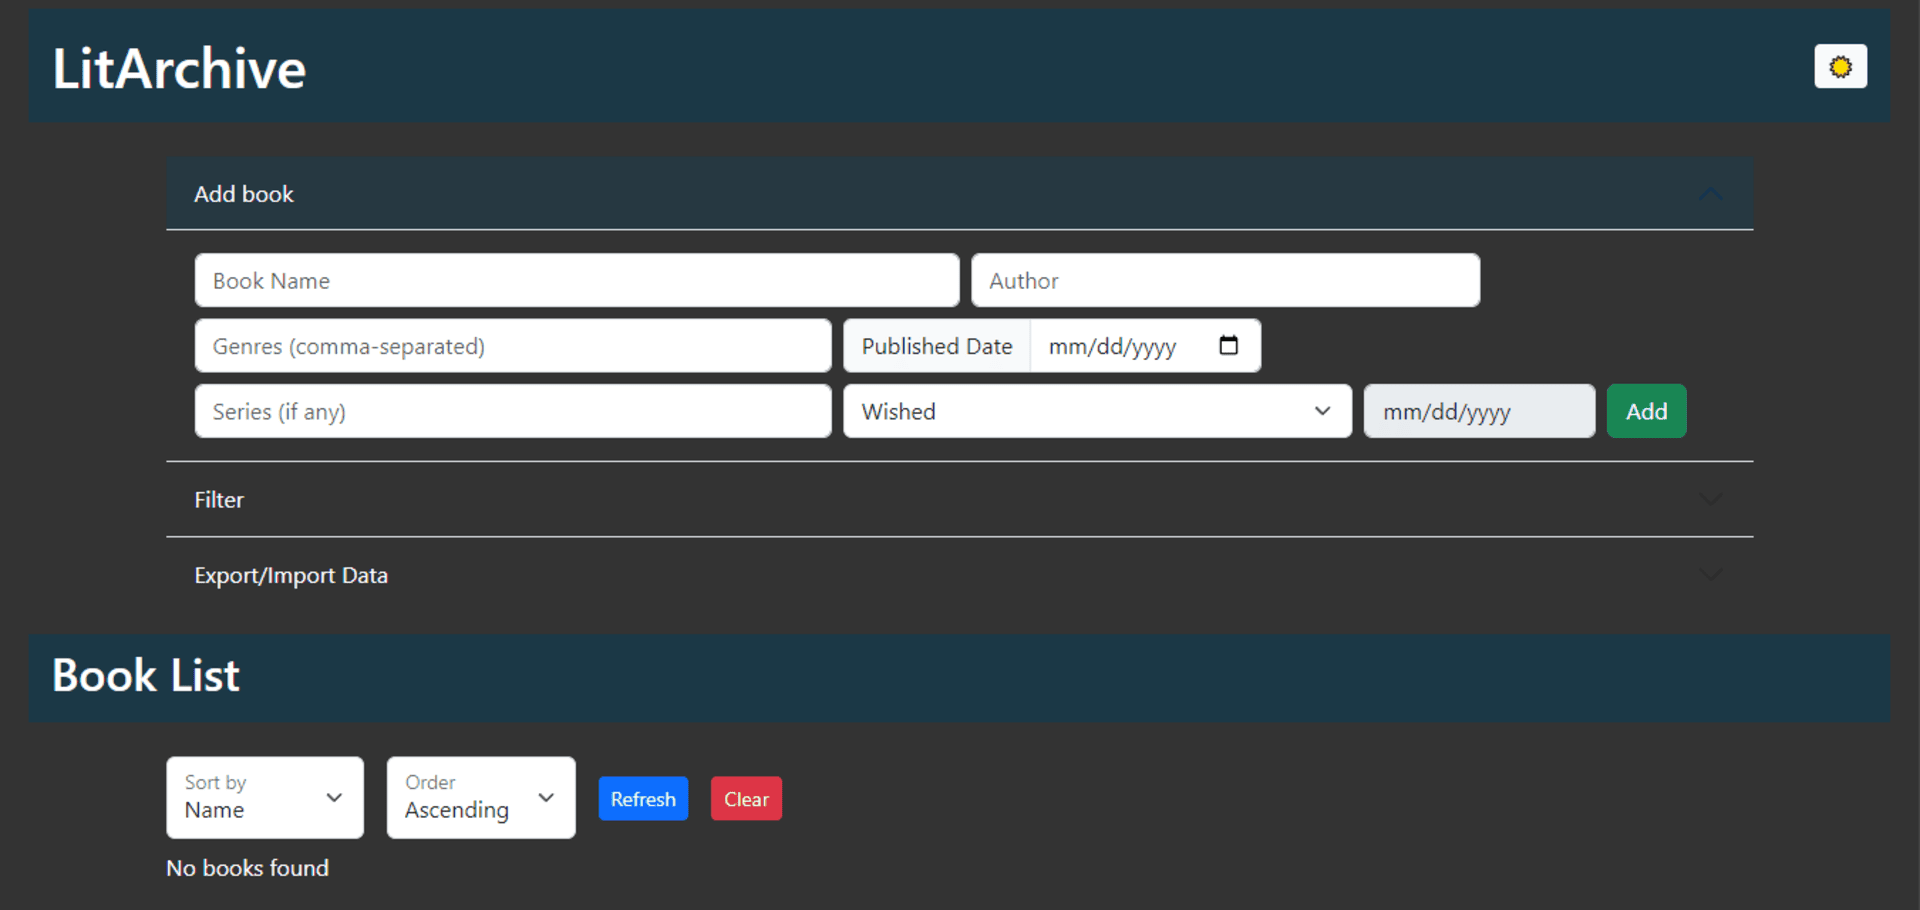 LitArchive
Add book
Book Name Author
Genres (comma-separated) Published Date mm/dd/yyyy
Series (if any) Wished mm/dd/yyyy Add
Filter
Export/Import Data
Book List
Sort by Order
Name Ascending Refresh Clear
No books found